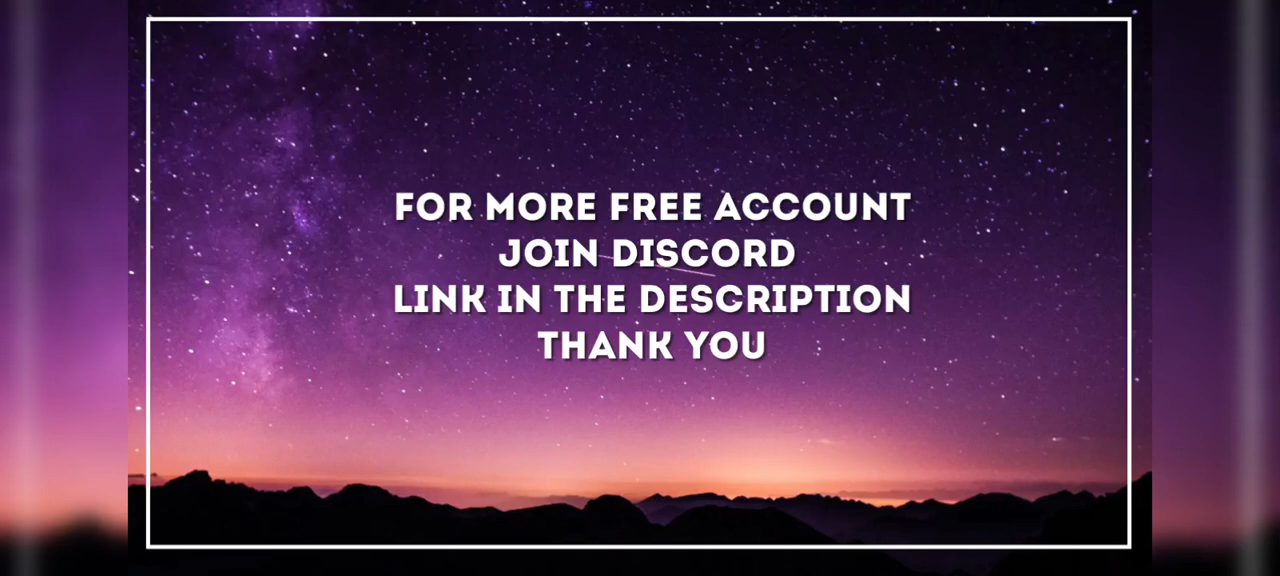 FOR MORE FREE ACCOUNT
JOIN DISCORD
LINK IN THE DESCRIPTION
THANK YOU